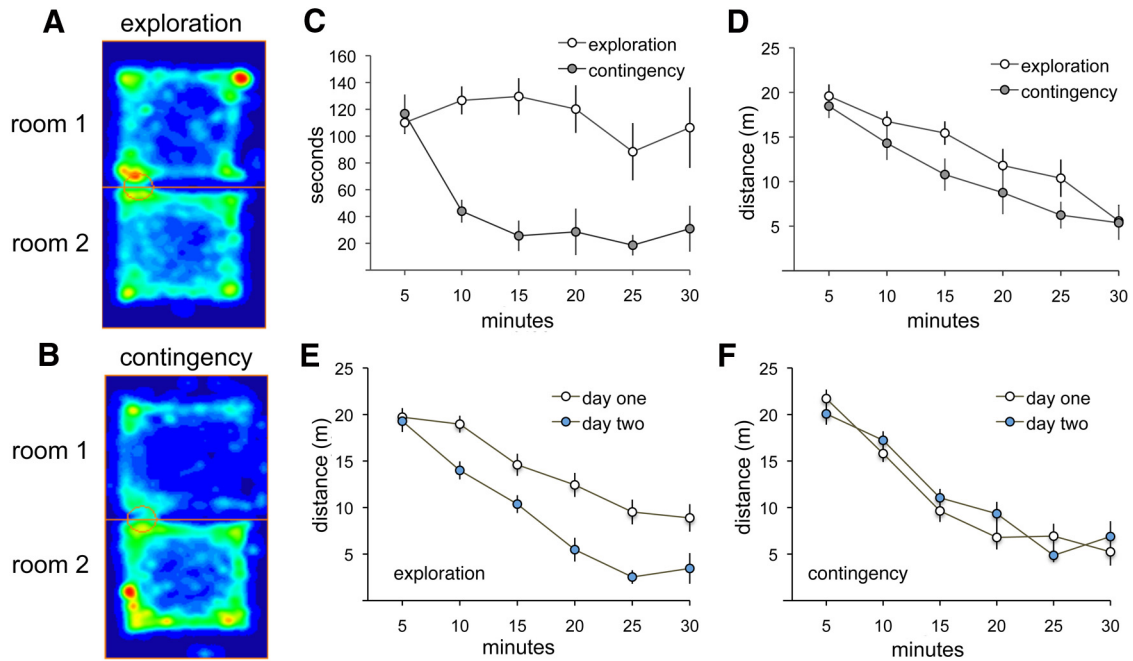 A
exploration
room 1
room 2
B
contingency
room 1
room 2
C
exploration
contingency
160
140
120
100
80
60
40
20
seconds
5 10 15 20 25 30
minutes
D
exploration
contingency
25
20
15
10
5
distance (m)
5 10 15 20 25 30
minutes
E
day one
day two
25
20
15
10
5
distance (m)
exploration
5 10 15 20 25 30
minutes
F
day one
day two
25
20
15
10
5
distance (m)
contingency
5 10 15 20 25 30
minutes